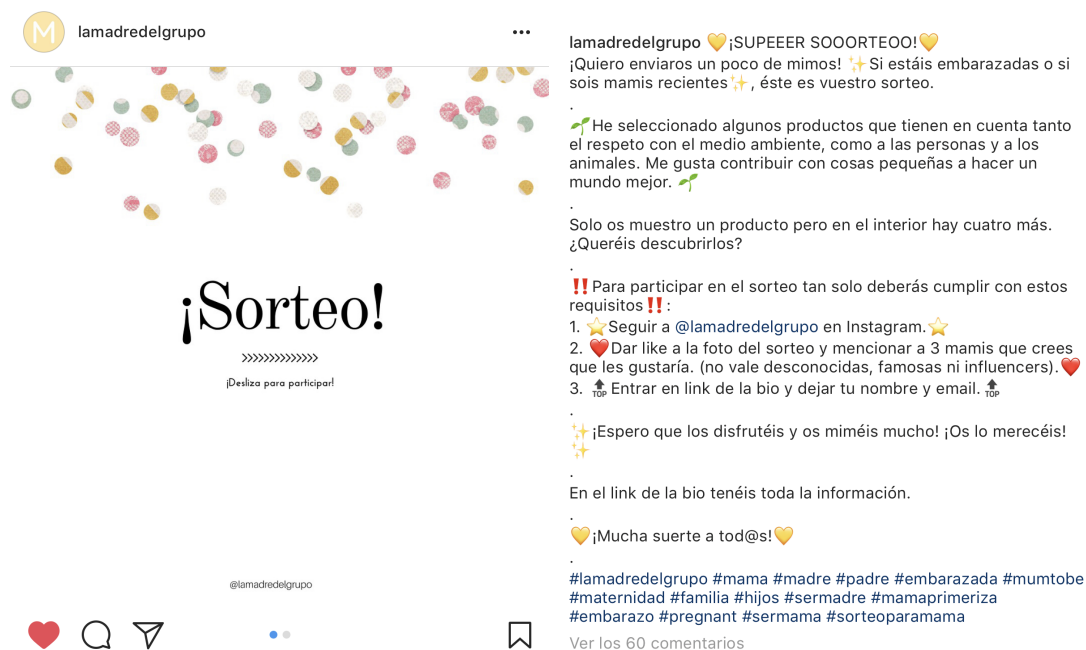 M
lamadredelgrupo
¡Sorteo!
>>>>>>>>>>>>>>
¡Desliza para participar!
@lamadredelgrupo
lamadredelgrupo 💛¡SUPEEER SOOORTEOO!💛
¡Quiero enviaros un poco de mimos! ✨Si estáis embarazadas o si
sois mamis recientes✨, éste es vuestro sorteo.
.
🌱He seleccionado algunos productos que tienen en cuenta tanto
el respeto con el medio ambiente, como a las personas y a los
animales. Me gusta contribuir con cosas pequeñas a hacer un
mundo mejor. 🌱
.
Solo os muestro un producto pero en el interior hay cuatro más.
¿Queréis descubrirlos?
.
‼️Para participar en el sorteo tan solo deberás cumplir con estos
requisitos‼️:
1. ⭐Seguir a @lamadredelgrupo en Instagram.⭐
2. ❤️Dar like a la foto del sorteo y mencionar a 3 mamis que crees
que les gustaría. (no vale desconocidas, famosas ni influencers).❤️
3. 🔝Entrar en link de la bio y dejar tu nombre y email.🔝
.
✨¡Espero que los disfrutéis y os miméis mucho! ¡Os lo merecéis!
✨
.
En el link de la bio tenéis toda la información.
.
💛¡Mucha suerte a tod@s!💛
.
#lamadredelgrupo #mama #madre #padre #embarazada #mumtobe
#maternidad #familia #hijos #sermadre #mamaprimeriza
#embarazo #pregnant #sermama #sorteoparamama
Ver los 60 comentarios